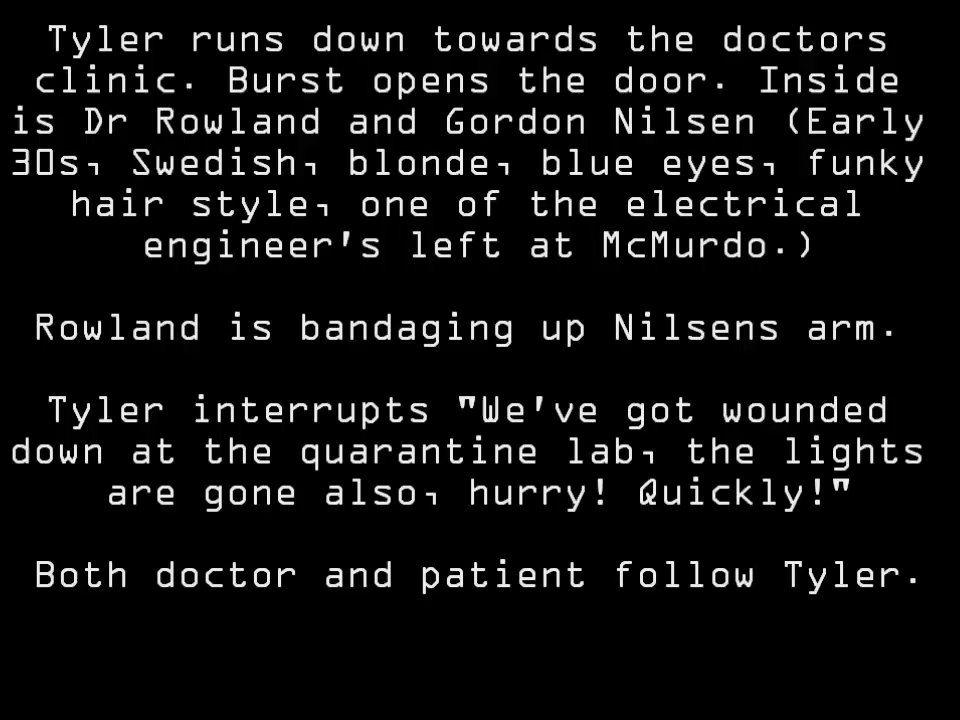 Tyler runs down towards the doctors
clinic. Burst opens the door. Inside
is Dr Rowland and Gordon Nilsen (Early
30s, Swedish, blonde, blue eyes, funky
hair style, one of the electrical
engineer's left at McMurdo.)
Rowland is bandaging up Nilsens arm.
Tyler interrupts "We've got wounded
down at the quarantine lab, the lights
are gone also, hurry! Quickly!"
Both doctor and patient follow Tyler.